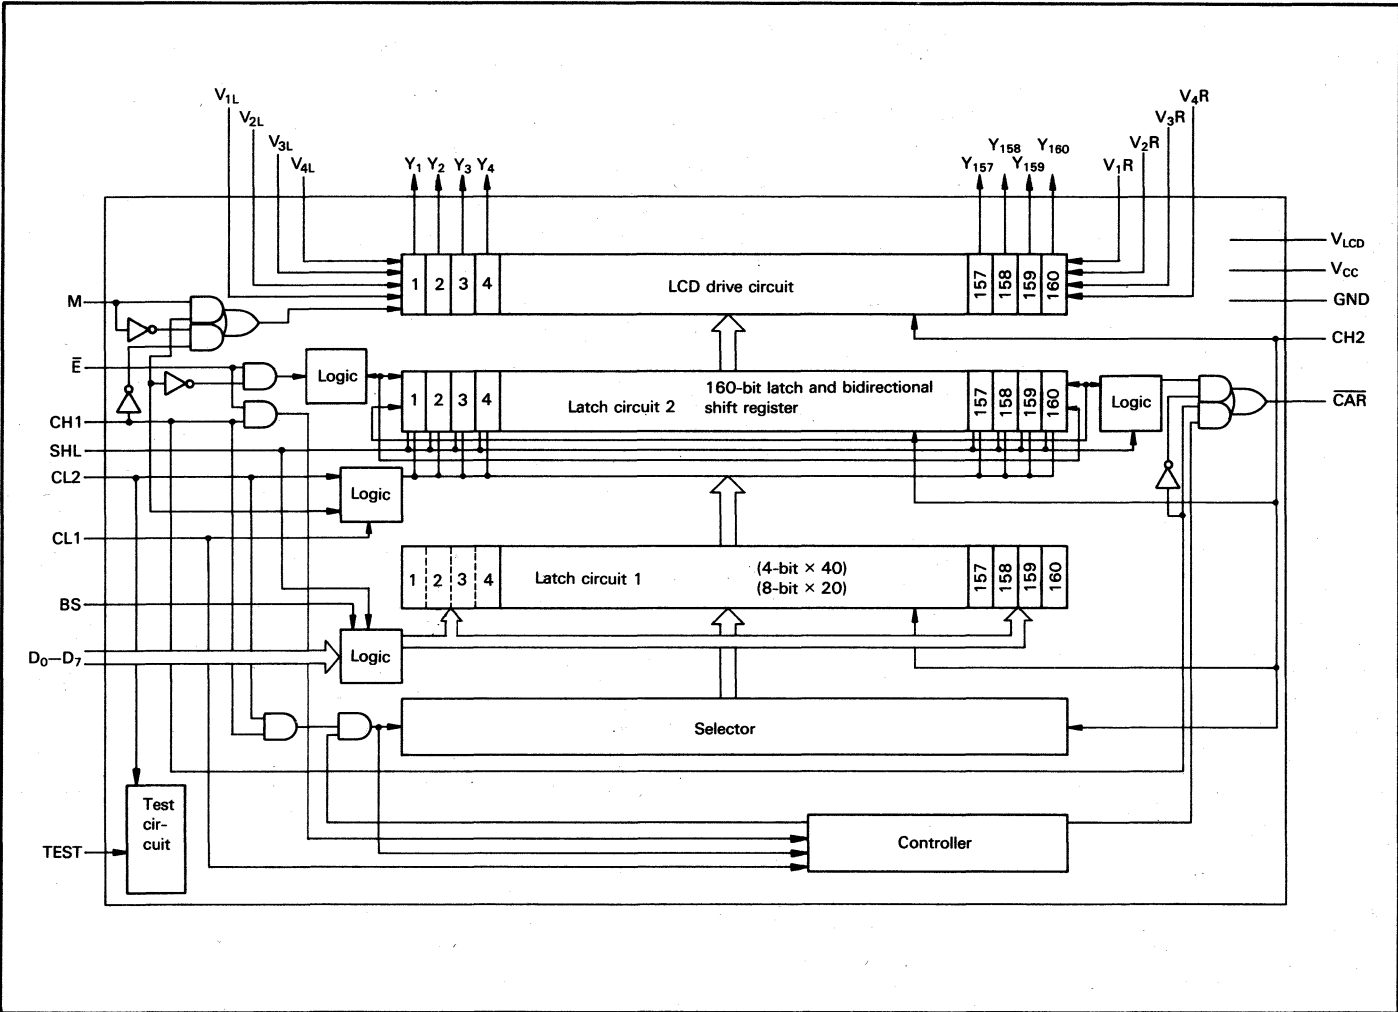 V1L
V2L
V3L
V4L
Y1 Y2 Y3 Y4
Y157 Y158 Y159 Y160
V1R
V2R
V3R
V4R
VLCD
VCC
GND
CH2
CAR
M
E
CH1
SHL
CL2
CL1
BS
D0—D7
TEST
1 2 3 4 LCD drive circuit 157 158 159 160
Logic
1 2 3 4 Latch circuit 2 160-bit latch and bidirectional
shift register 157 158 159 160
Logic
Logic
1 2 3 4 Latch circuit 1 (4-bit × 40)
(8-bit × 20) 157 158 159 160
Logic
Selector
Test
cir-
cuit
Controller